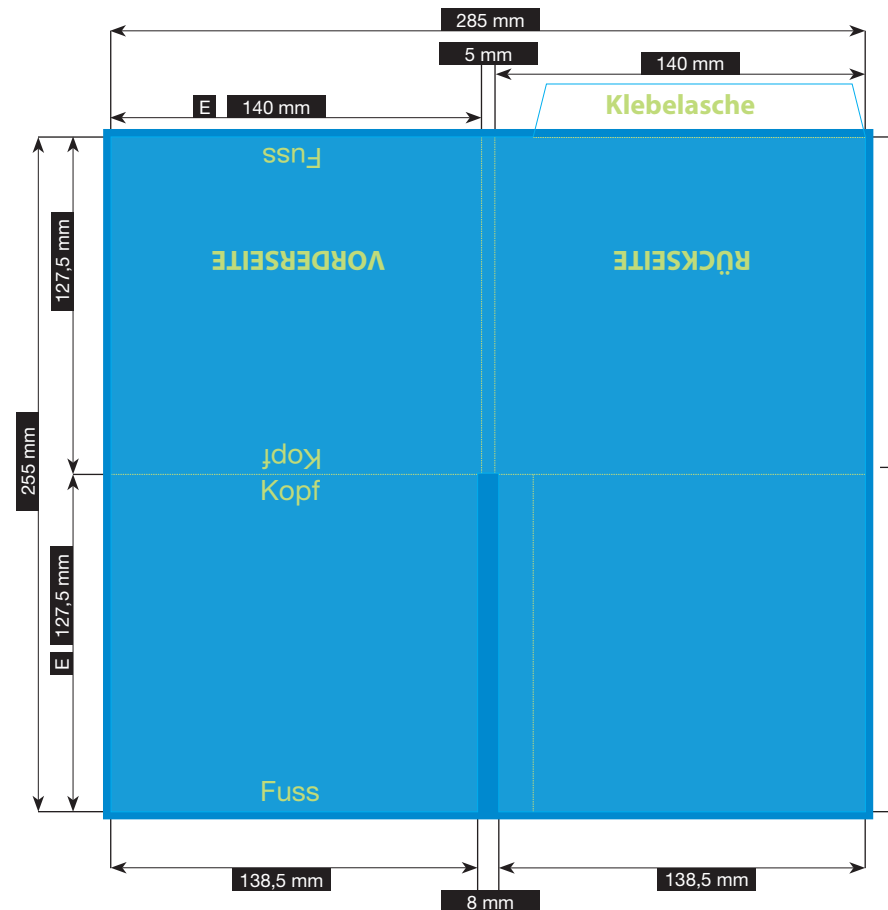 285 mm
5 mm
140 mm
E 140 mm
Klebelasche
Fuss
VORDERSEITE
RÜCKSEITE
127,5 mm
255 mm
Kopf
Kopf
E 127,5 mm
Fuss
138,5 mm
138,5 mm
8 mm